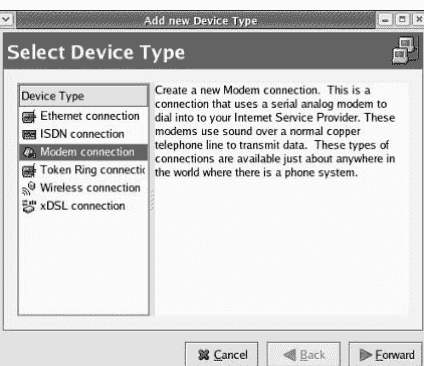 Add new Device Type
Select Device Type
Device Type
Ethernet connection
ISDN connection
Modem connection
Token Ring connectic
Wireless connection
xDSL connection
Create a new Modem connection. This is a
connection that uses a serial analog modem to
dial into to your Internet Service Provider. These
modems use sound over a normal copper
telephone line to transmit data. These types of
connections are available just about anywhere in
the world where there is a phone system.
Cancel
Back
Forward